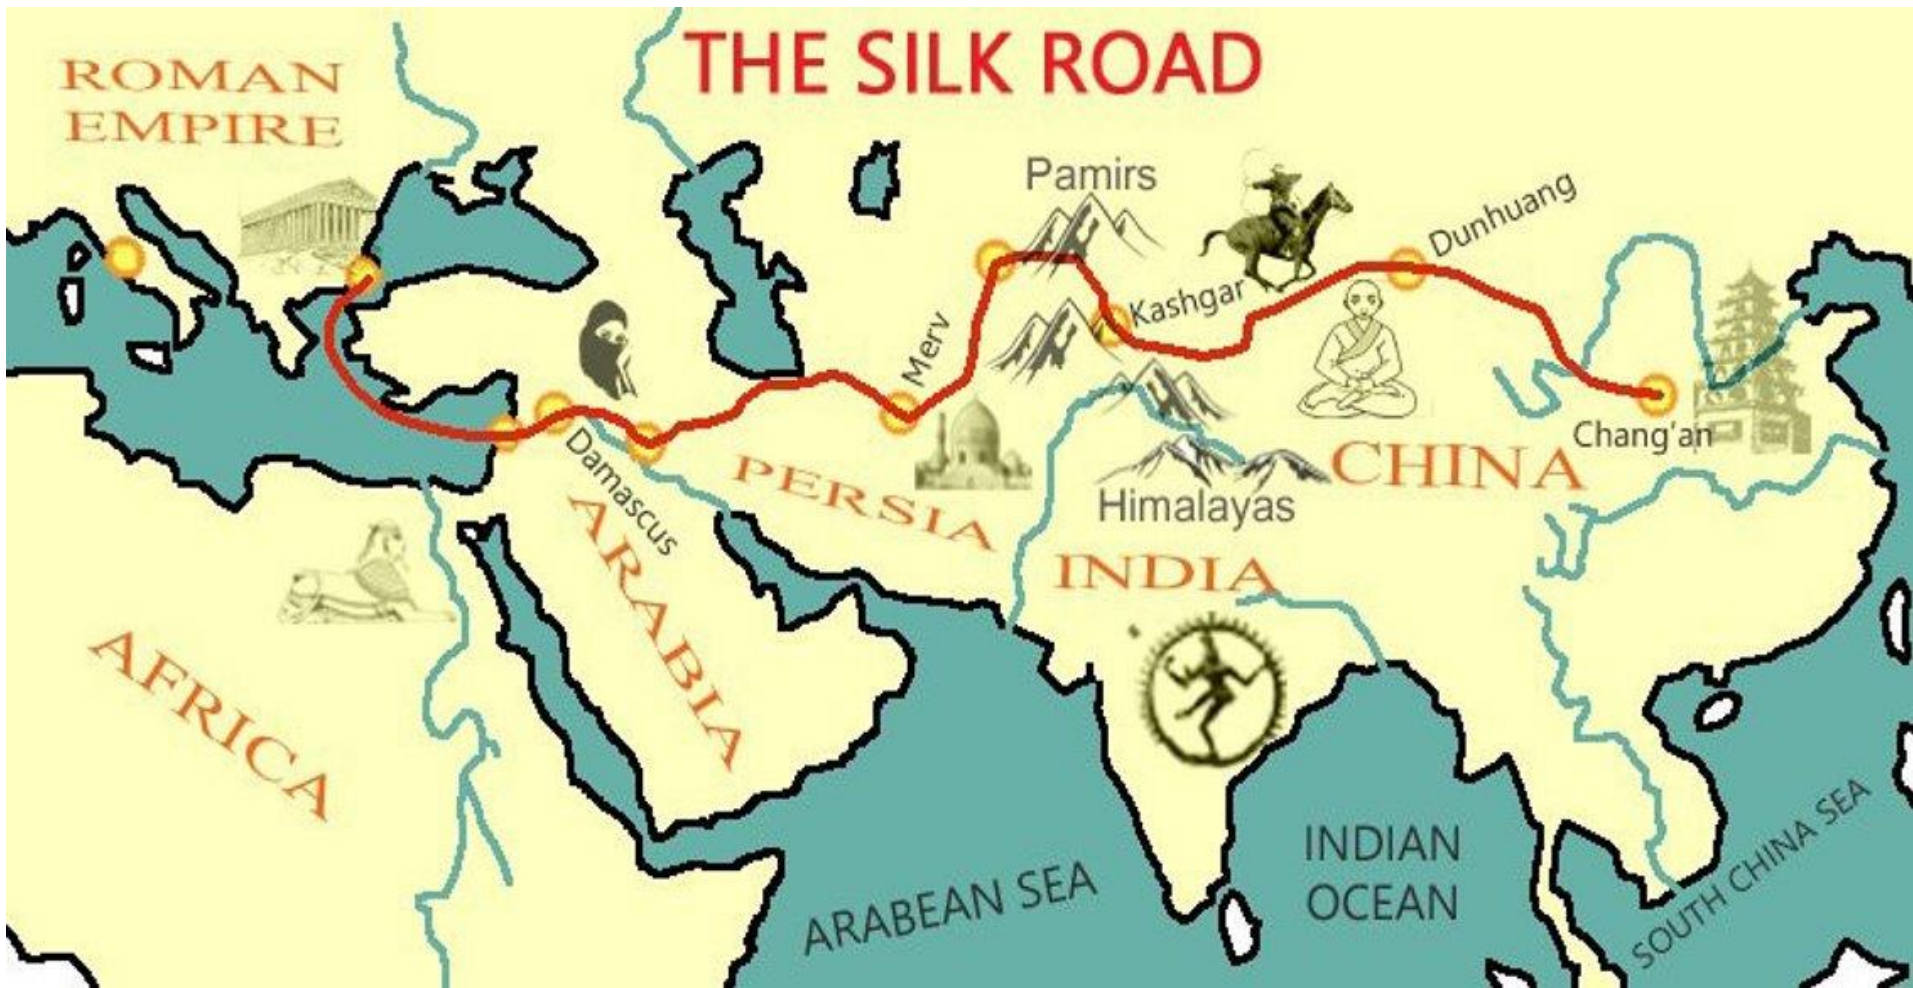 THE SILK ROAD
ROMAN
EMPIRE
Pamirs
Dunhuang
Kashgar
Merv
Chang'an
Damascus
PERSIA
CHINA
Himalayas
ARABIA
INDIA
AFRICA
INDIAN
OCEAN
ARABEAN SEA
SOUTH CHINA SEA